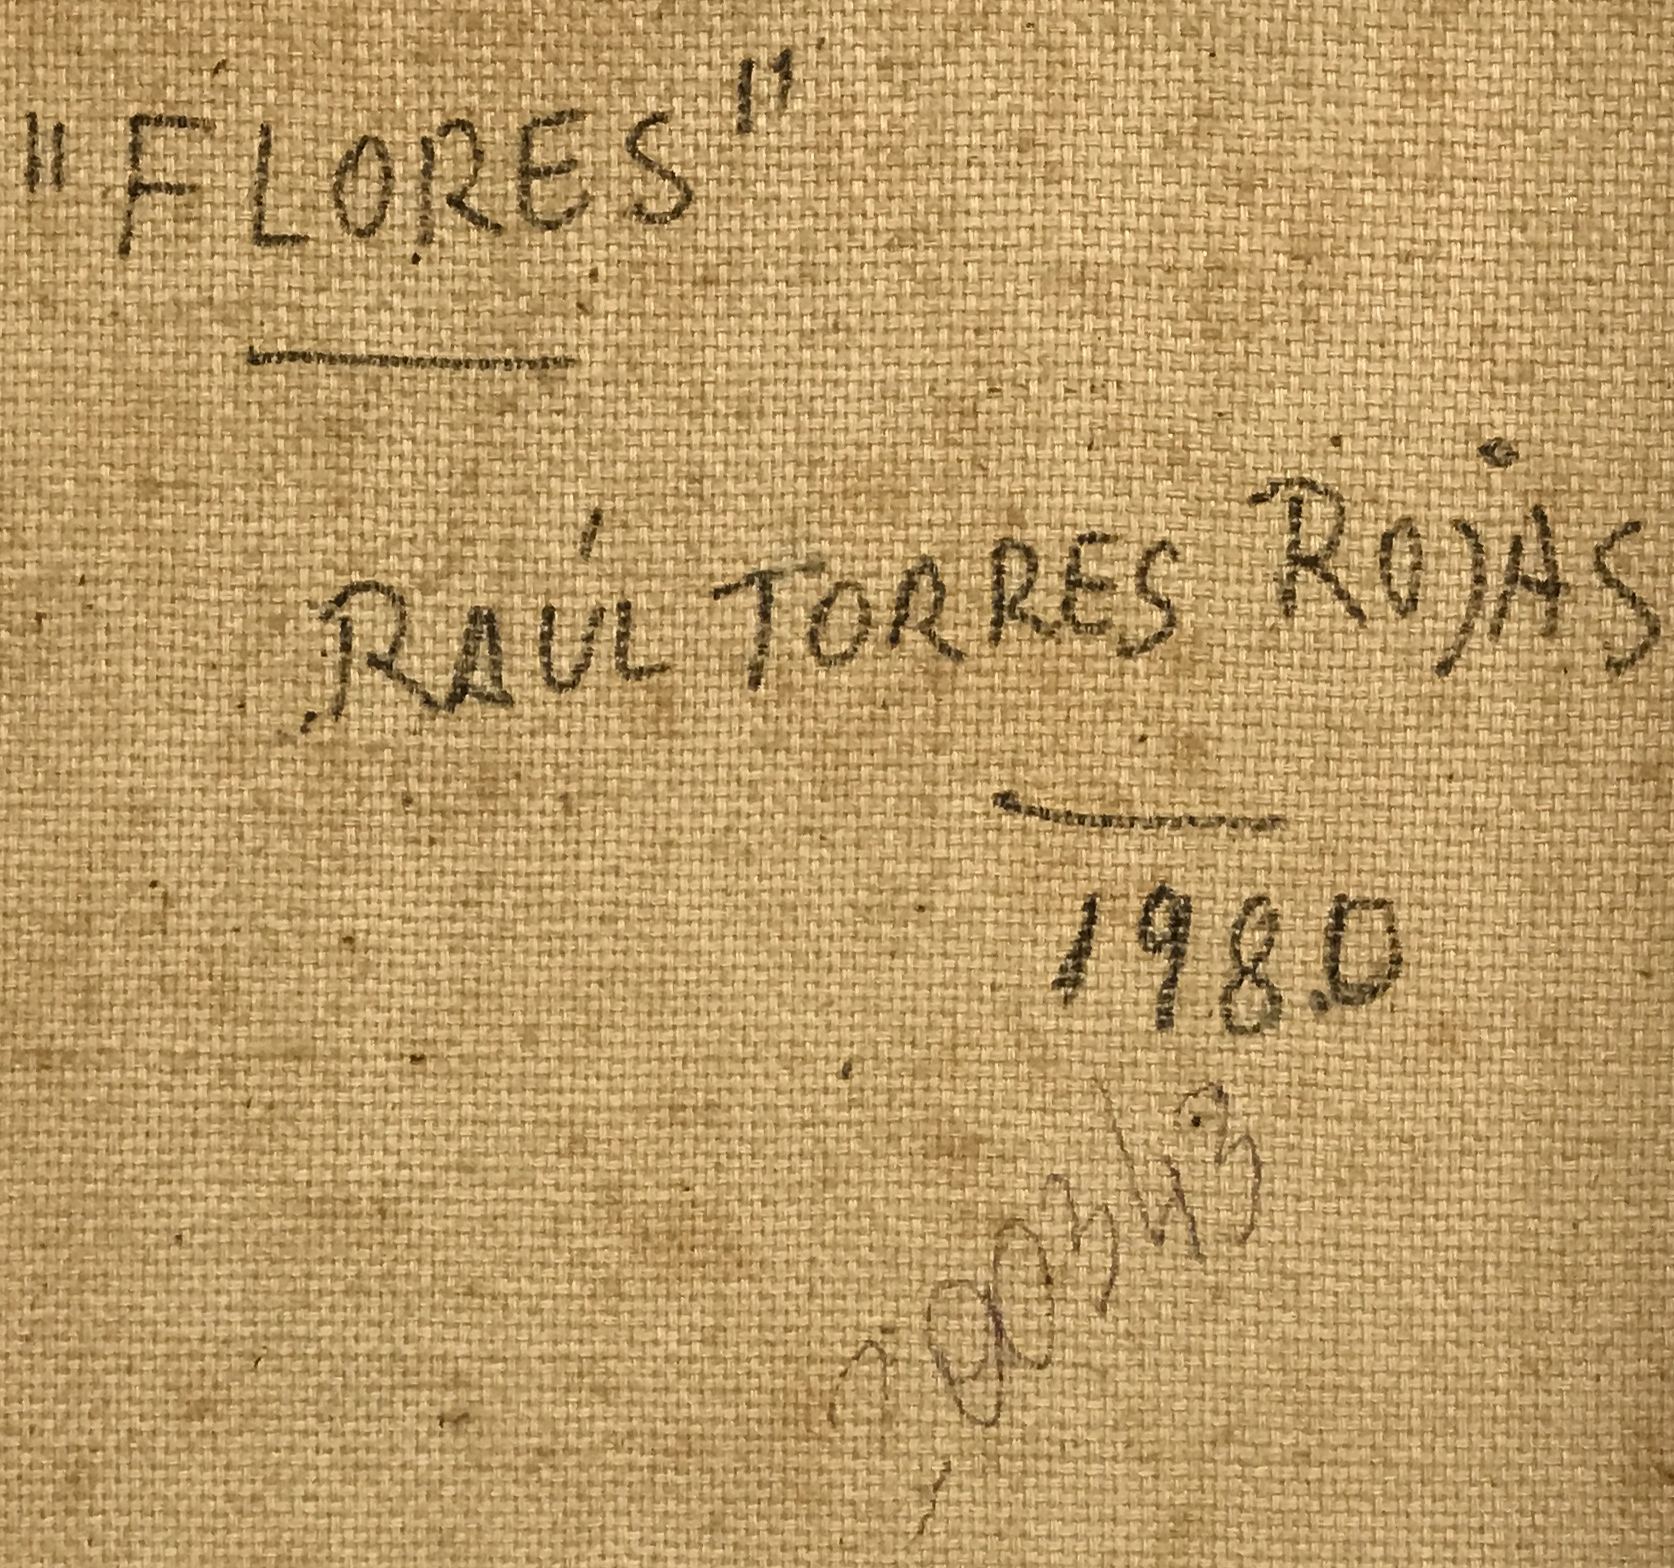 "FLORES"
RAÚL TORRES ROJAS
1980